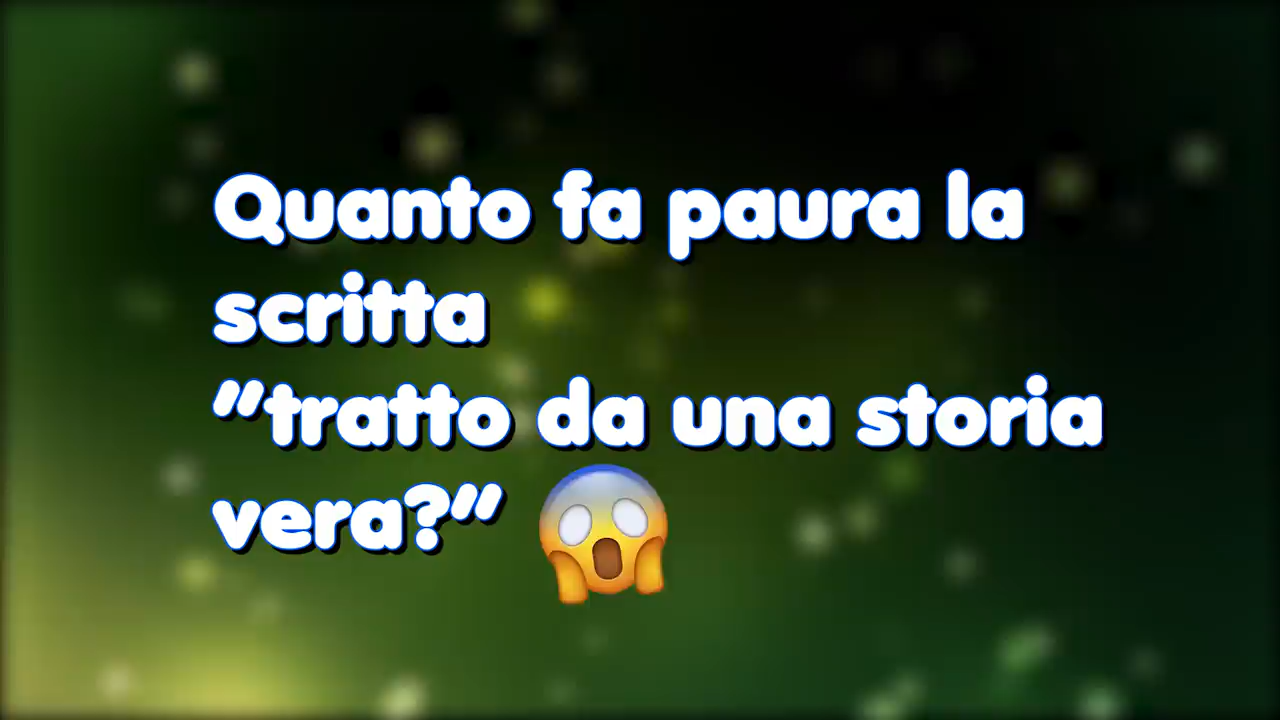 Quanto fa paura la
scritta
"tratto da una storia
vera?" 😱